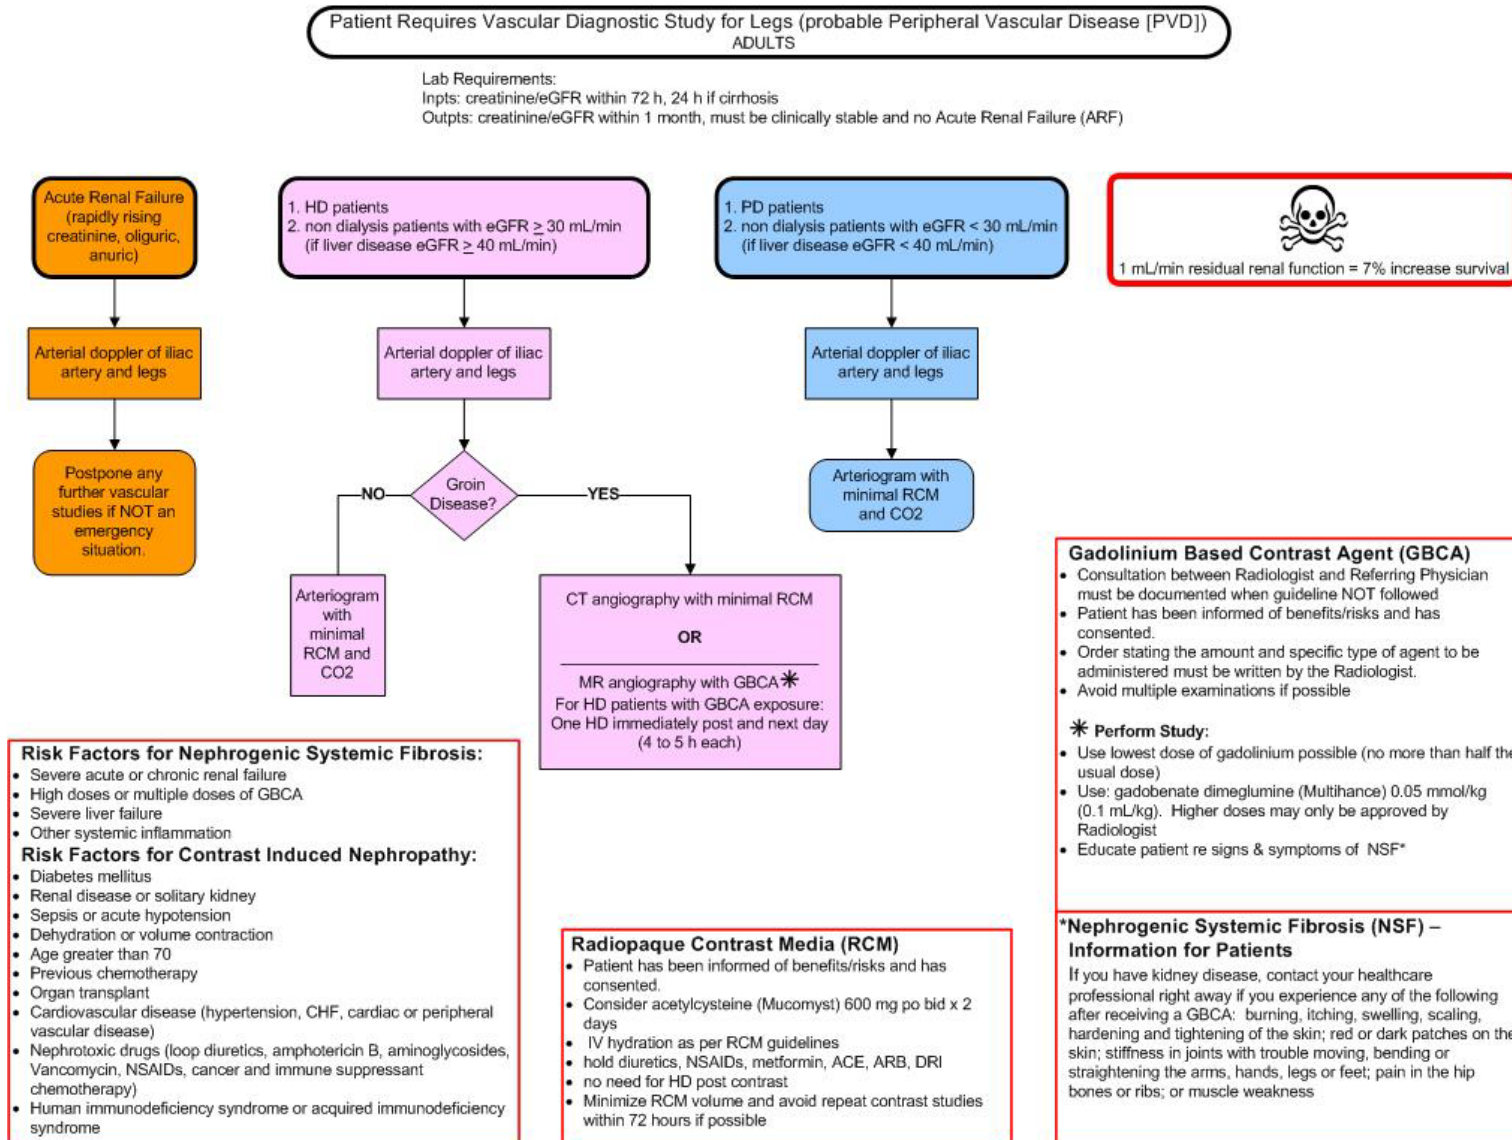 Patient Requires Vascular Diagnostic Study for Legs (probable Peripheral Vascular Disease [PVD])
ADULTS
Lab Requirements:
Inpts: creatinine/eGFR within 72 h, 24 h if cirrhosis
Outpts: creatinine/eGFR within 1 month, must be clinically stable and no Acute Renal Failure (ARF)
Acute Renal Failure
(rapidly rising
creatinine, oliguric,
anuric)
Arterial doppler of iliac
artery and legs
Postpone any
further vascular
studies if NOT an
emergency
situation.
1. HD patients
2. non dialysis patients with eGFR ≥ 30 mL/min
(if liver disease eGFR ≥ 40 mL/min)
Arterial doppler of iliac
artery and legs
Groin
Disease?
NO
YES
Arteriogram
with
minimal
RCM and
CO2
CT angiography with minimal RCM
OR
MR angiography with GBCA*
For HD patients with GBCA exposure:
One HD immediately post and next day
(4 to 5 h each)
1. PD patients
2. non dialysis patients with eGFR < 30 mL/min
(if liver disease eGFR < 40 mL/min)
Arterial doppler of iliac
artery and legs
Arteriogram with
minimal RCM
and CO2
1 mL/min residual renal function = 7% increase survival
Gadolinium Based Contrast Agent (GBCA)
• Consultation between Radiologist and Referring Physician
must be documented when guideline NOT followed
• Patient has been informed of benefits/risks and has
consented.
• Order stating the amount and specific type of agent to be
administered must be written by the Radiologist.
• Avoid multiple examinations if possible
* Perform Study:
• Use lowest dose of gadolinium possible (no more than half the
usual dose)
• Use: gadobenate dimeglumine (Multihance) 0.05 mmol/kg
(0.1 mL/kg). Higher doses may only be approved by
Radiologist
• Educate patient re signs & symptoms of NSF*
*Nephrogenic Systemic Fibrosis (NSF) –
Information for Patients
If you have kidney disease, contact your healthcare
professional right away if you experience any of the following
after receiving a GBCA: burning, itching, swelling, scaling,
hardening and tightening of the skin; red or dark patches on the
skin; stiffness in joints with trouble moving, bending or
straightening the arms, hands, legs or feet; pain in the hip
bones or ribs; or muscle weakness
Risk Factors for Nephrogenic Systemic Fibrosis:
• Severe acute or chronic renal failure
• High doses or multiple doses of GBCA
• Severe liver failure
• Other systemic inflammation
Risk Factors for Contrast Induced Nephropathy:
• Diabetes mellitus
• Renal disease or solitary kidney
• Sepsis or acute hypotension
• Dehydration or volume contraction
• Age greater than 70
• Previous chemotherapy
• Organ transplant
• Cardiovascular disease (hypertension, CHF, cardiac or peripheral
vascular disease)
• Nephrotoxic drugs (loop diuretics, amphotericin B, aminoglycosides,
Vancomycin, NSAIDs, cancer and immune suppressant
chemotherapy)
• Human immunodeficiency syndrome or acquired immunodeficiency
syndrome
Radiopaque Contrast Media (RCM)
• Patient has been informed of benefits/risks and has
consented.
• Consider acetylcysteine (Mucomyst) 600 mg po bid x 2
days
• IV hydration as per RCM guidelines
• hold diuretics, NSAIDs, metformin, ACE, ARB, DRI
• no need for HD post contrast
• Minimize RCM volume and avoid repeat contrast studies
within 72 hours if possible